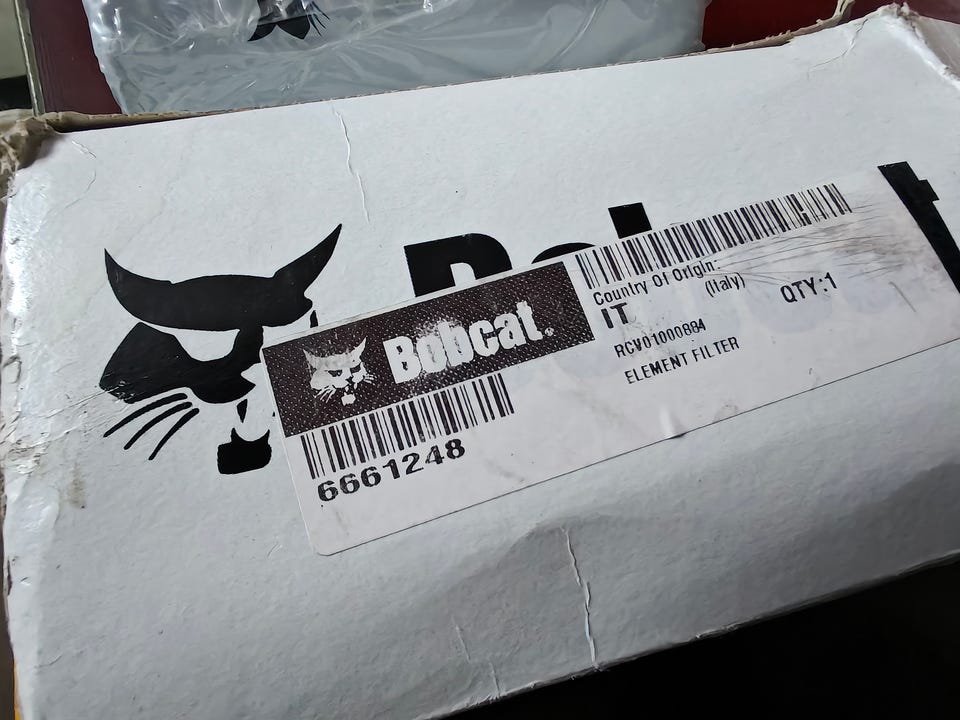 Bobcat.
6661248
Country Of Origin:
IT (Italy) QTY:1
RCV01000884
ELEMENT FILTER